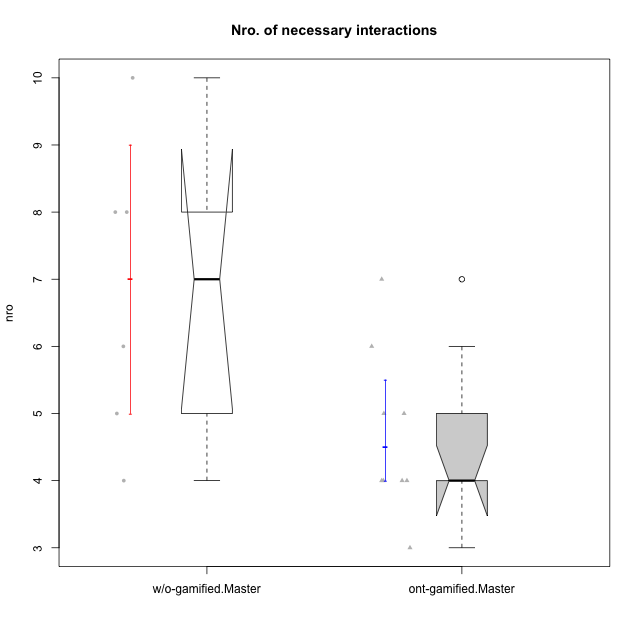 Nro. of necessary interactions
10
9
8
7
6
5
4
3
nro
w/o-gamified.Master
ont-gamified.Master